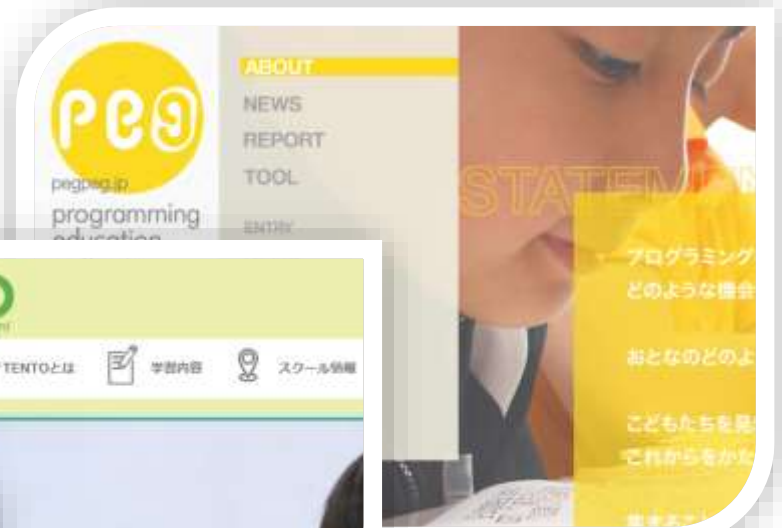 peg
pegpeg.jp
programming
education
ABOUT
NEWS
REPORT
TOOL
ENTRY
STATEM
プログラミング
どのような機会
おとなのどのよ
こどもたちを見
これからをかた
TENTOとは
学習内容
スクール情報